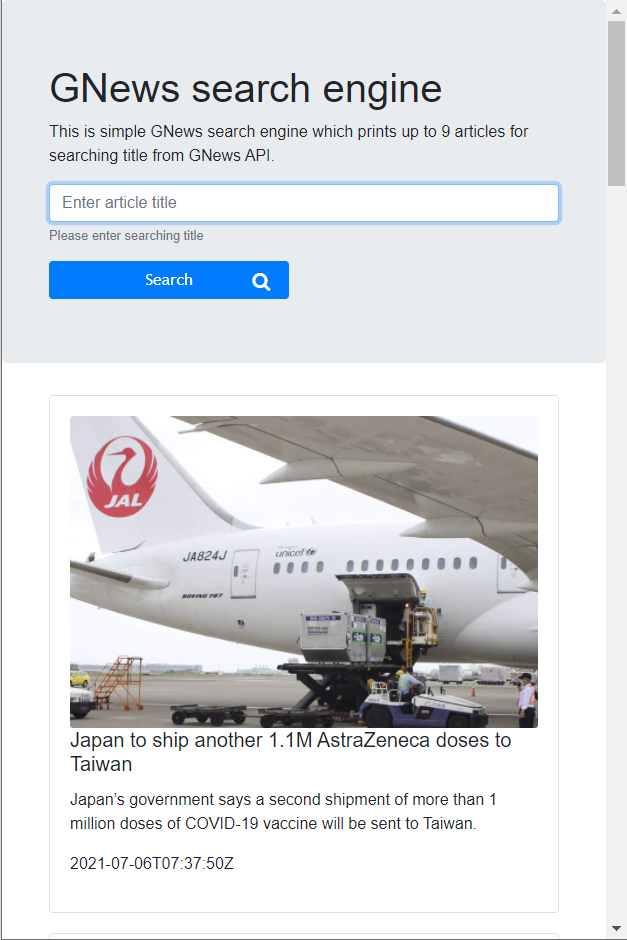 GNews search engine
This is simple GNews search engine which prints up to 9 articles for
searching title from GNews API.
Enter article title
Please enter searching title
Search
JAL
JA824J
unicef
BOEING 787
Japan to ship another 1.1M AstraZeneca doses to
Taiwan
Japan's government says a second shipment of more than 1
million doses of COVID-19 vaccine will be sent to Taiwan.
2021-07-06T07:37:50Z